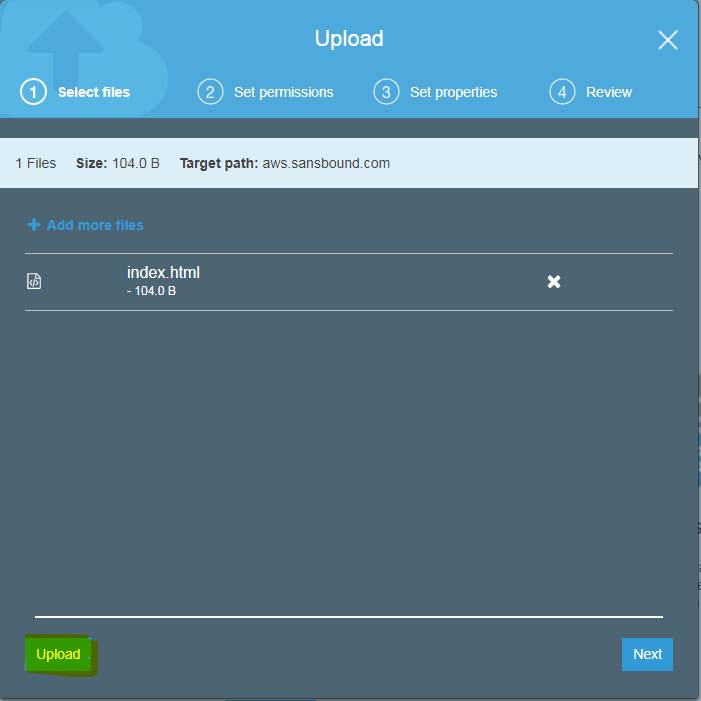 Upload
1 Select files 2 Set permissions 3 Set properties 4 Review
1 Files Size: 104.0 B Target path: aws.sansbound.com
Add more files
index.html
- 104.0 B
Upload Next